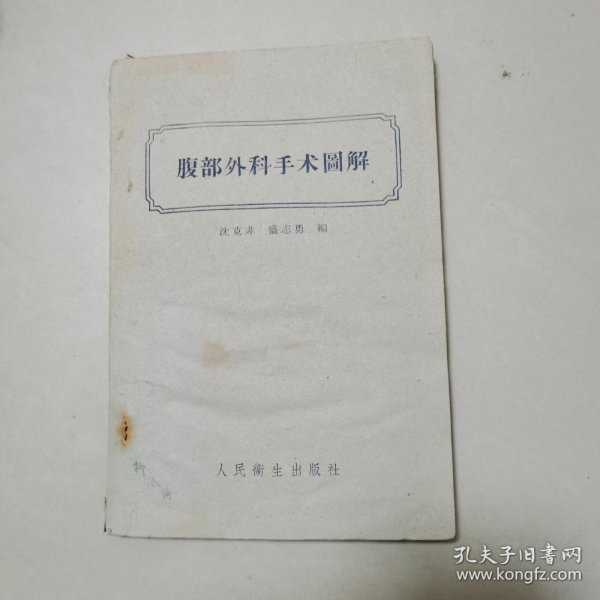 腹部外科手术圖解
沈克非 盛志勇 編
人民衛生出版社
孔夫子旧书网
www.kongfz.com